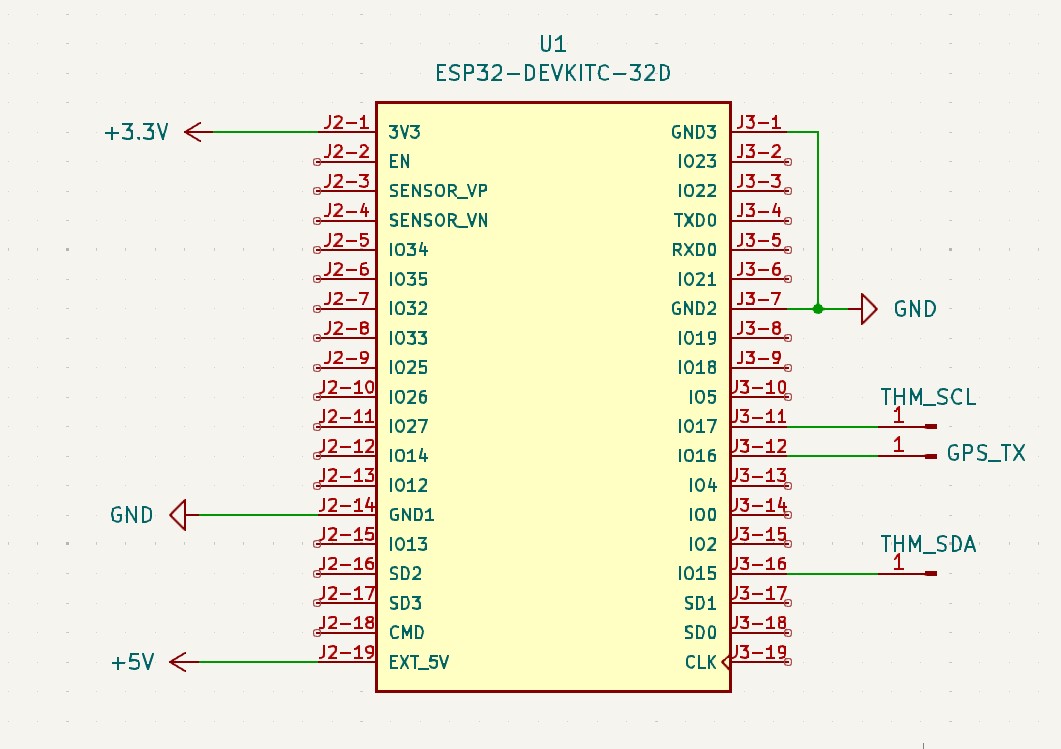 U1
ESP32-DEVKITC-32D
+3.3V J2-1 3V3 GND3 J3-1
J2-2 EN IO23 J3-2
J2-3 SENSOR_VP IO22 J3-3
J2-4 SENSOR_VN TXD0 J3-4
J2-5 IO34 RXD0 J3-5
J2-6 IO35 IO21 J3-6
J2-7 IO32 GND2 J3-7 GND
J2-8 IO33 IO19 J3-8
J2-9 IO25 IO18 J3-9
J2-10 IO26 IO5 J3-10 THM_SCL
J2-11 IO27 IO17 J3-11 1
J2-12 IO14 IO16 J3-12 1 GPS_TX
J2-13 IO12 IO4 J3-13
GND J2-14 GND1 IO0 J3-14
J2-15 IO13 IO2 J3-15 THM_SDA
J2-16 SD2 IO15 J3-16 1
J2-17 SD3 SD1 J3-17
J2-18 CMD SD0 J3-18
+5V J2-19 EXT_5V CLK J3-19